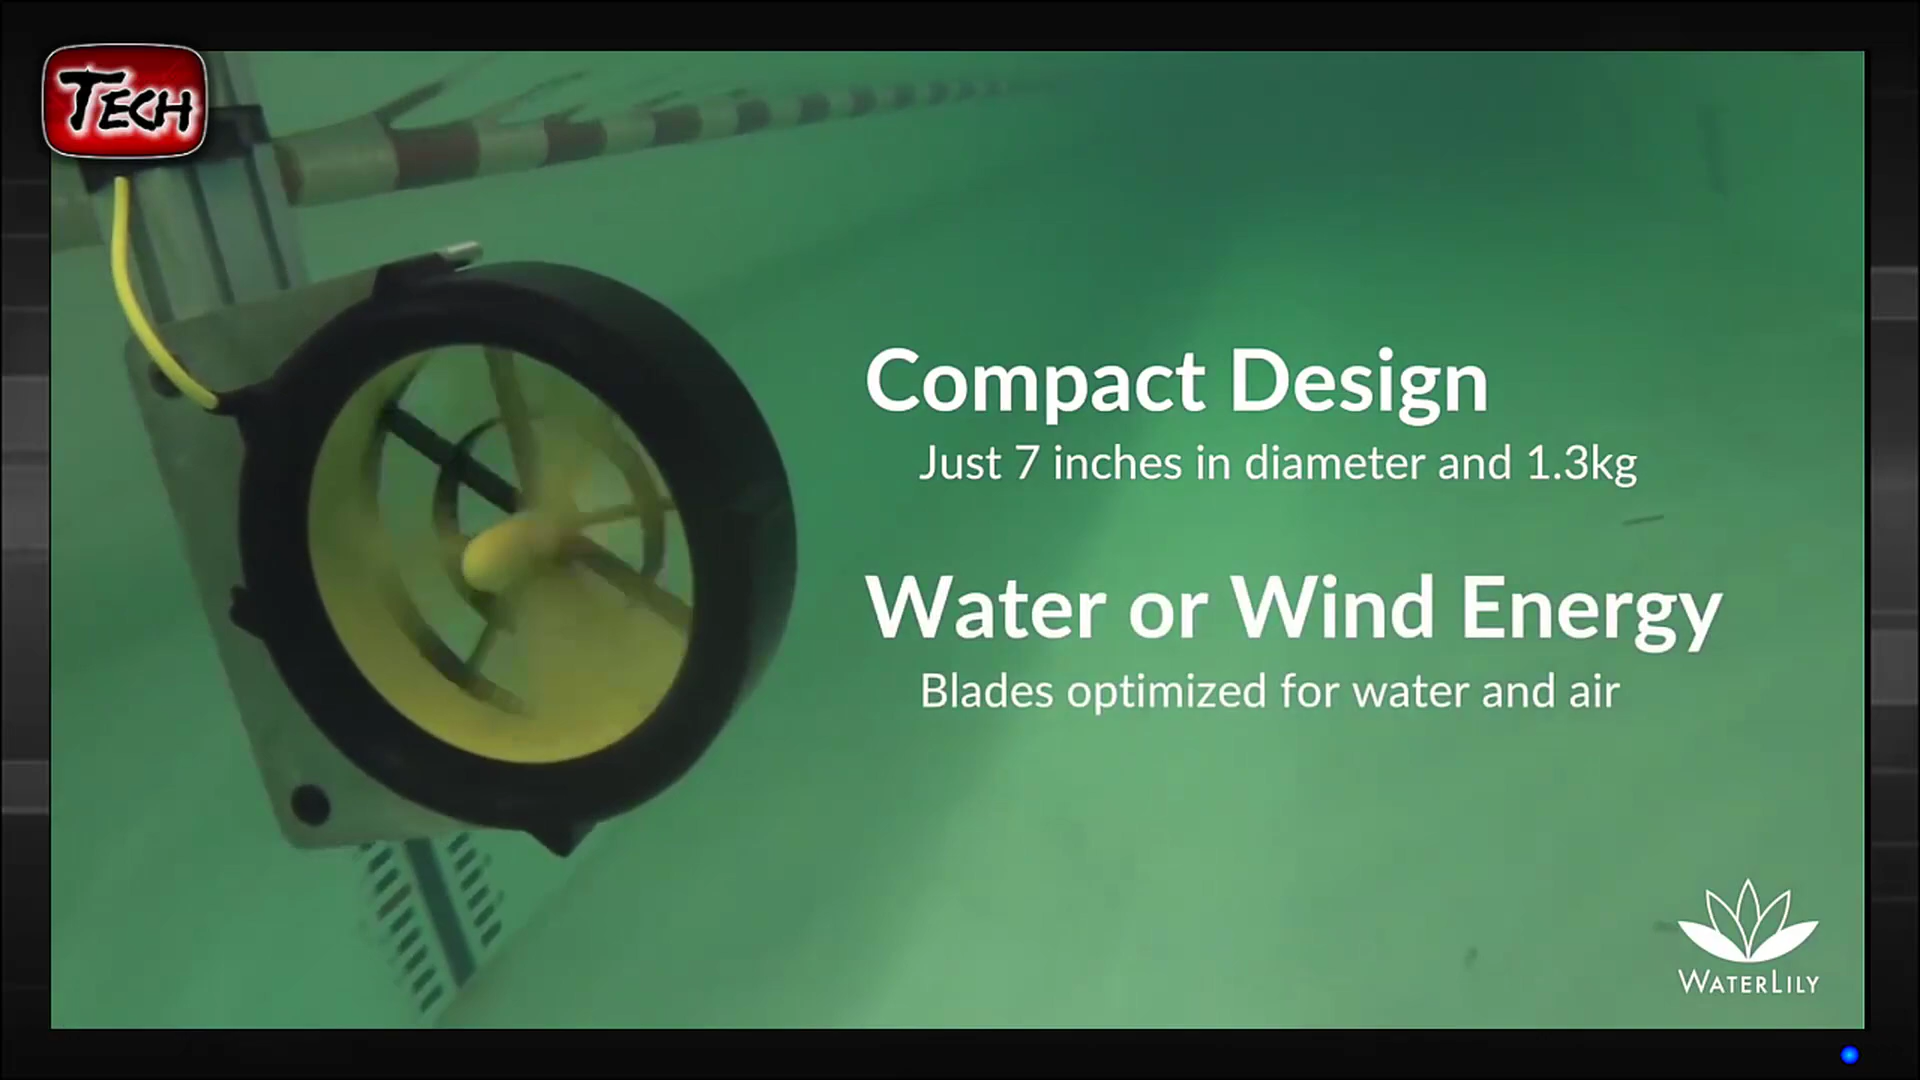 TECH
Compact Design
Just 7 inches in diameter and 1.3kg
Water or Wind Energy
Blades optimized for water and air
WATERLILY